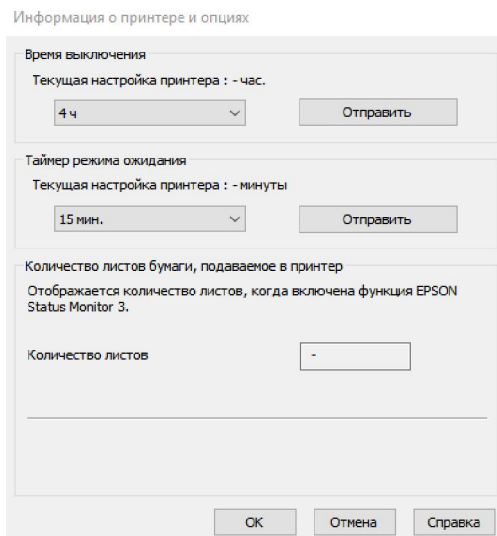 Информация о принтере и опциях
Время выключения
Текущая настройка принтера : - час.
4 ч
Отправить
Таймер режима ожидания
Текущая настройка принтера : - минуты
15 мин.
Отправить
Количество листов бумаги, подаваемое в принтер
Отображается количество листов, когда включена функция EPSON
Status Monitor 3.
Количество листов
-
OK
Отмена
Справка